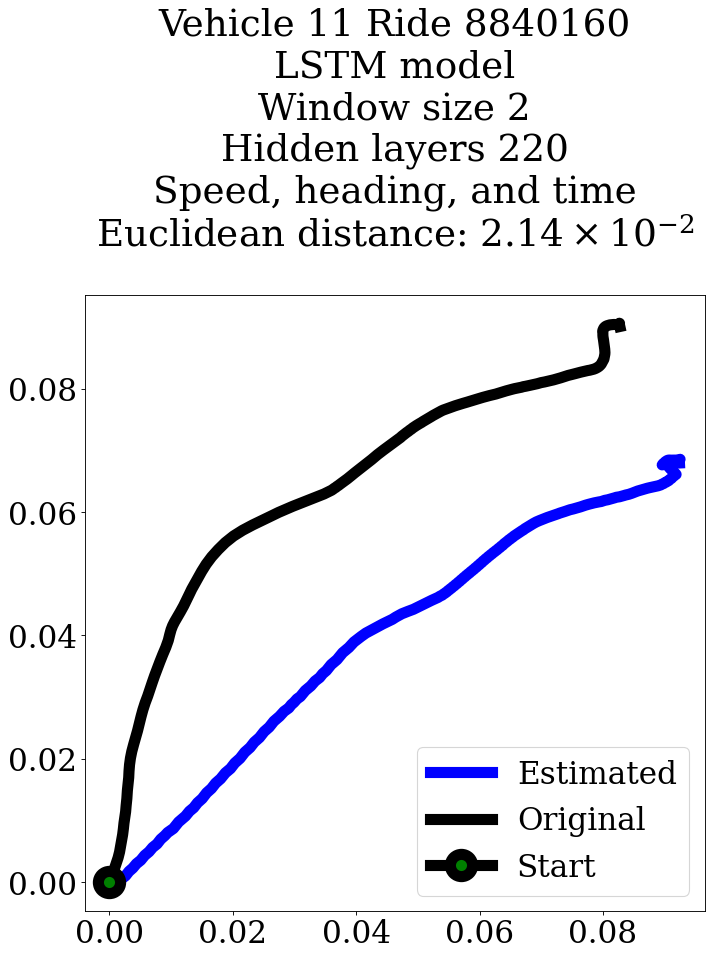 Vehicle 11 Ride 8840160
LSTM model
Window size 2
Hidden layers 220
Speed, heading, and time
Euclidean distance: 2.14 × 10⁻²
0.08
0.06
0.04
0.02
0.00
Estimated
Original
Start
0.00 0.02 0.04 0.06 0.08